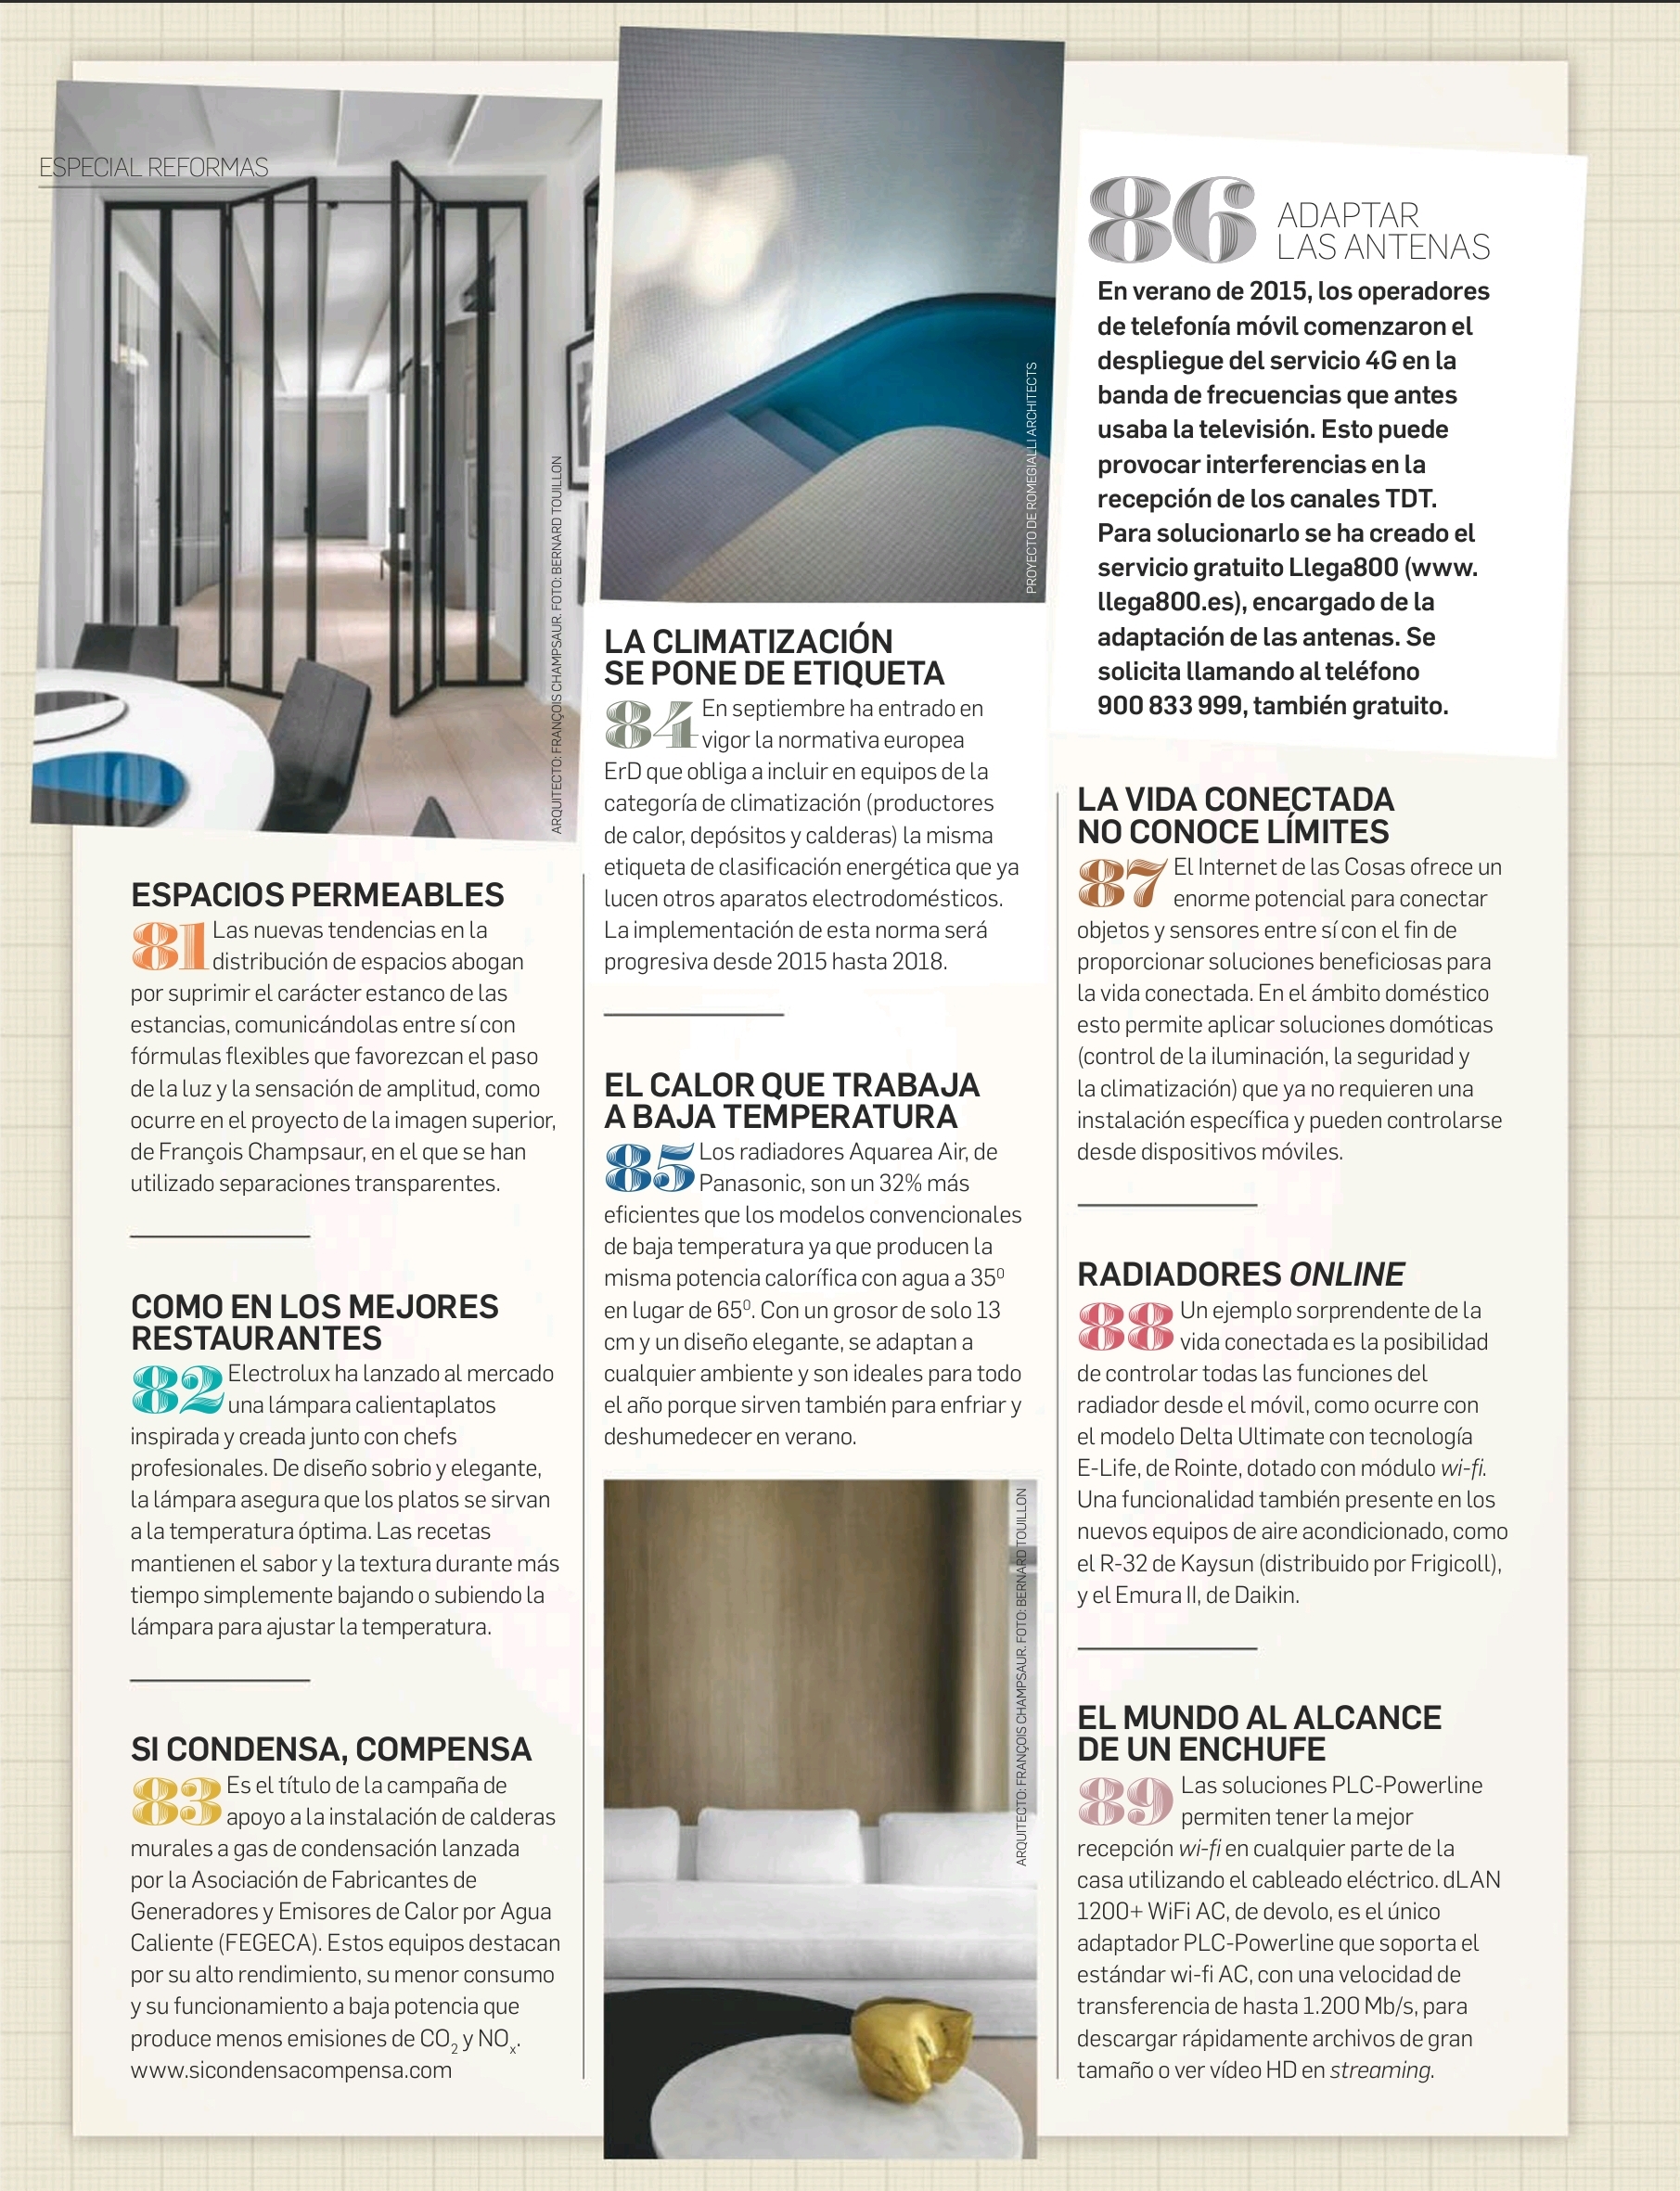 ESPECIAL REFORMAS
ARQUITECTO: FRANÇOIS CHAMPSAUR. FOTO: BERNARD TOUILLON
ESPACIOS PERMEABLES
81 Las nuevas tendencias en la
distribución de espacios abogan
por suprimir el carácter estanco de las
estancias, comunicándolas entre sí con
fórmulas flexibles que favorezcan el paso
de la luz y la sensación de amplitud, como
ocurre en el proyecto de la imagen superior,
de François Champsaur, en el que se han
utilizado separaciones transparentes.
COMO EN LOS MEJORES
RESTAURANTES
82 Electrolux ha lanzado al mercado
una lámpara calientaplatos
inspirada y creada junto con chefs
profesionales. De diseño sobrio y elegante,
la lámpara asegura que los platos se sirvan
a la temperatura óptima. Las recetas
mantienen el sabor y la textura durante más
tiempo simplemente bajando o subiendo la
lámpara para ajustar la temperatura.
SI CONDENSA, COMPENSA
83 Es el título de la campaña de
apoyo a la instalación de calderas
murales a gas de condensación lanzada
por la Asociación de Fabricantes de
Generadores y Emisores de Calor por Agua
Caliente (FEGECA). Estos equipos destacan
por su alto rendimiento, su menor consumo
y su funcionamiento a baja potencia que
produce menos emisiones de CO₂ y NOₓ.
www.sicondensacompensa.com
PROYECTO DE ROMEGIALLI ARCHITECTS
LA CLIMATIZACIÓN
SE PONE DE ETIQUETA
84 En septiembre ha entrado en
vigor la normativa europea
ErD que obliga a incluir en equipos de la
categoría de climatización (productores
de calor, depósitos y calderas) la misma
etiqueta de clasificación energética que ya
lucen otros aparatos electrodomésticos.
La implementación de esta norma será
progresiva desde 2015 hasta 2018.
EL CALOR QUE TRABAJA
A BAJA TEMPERATURA
85 Los radiadores Aquarea Air, de
Panasonic, son un 32% más
eficientes que los modelos convencionales
de baja temperatura ya que producen la
misma potencia calorífica con agua a 35⁰
en lugar de 65⁰. Con un grosor de solo 13
cm y un diseño elegante, se adaptan a
cualquier ambiente y son ideales para todo
el año porque sirven también para enfriar y
deshumedecer en verano.
ARQUITECTO: FRANÇOIS CHAMPSAUR. FOTO: BERNARD TOUILLON
86 ADAPTAR
LAS ANTENAS
En verano de 2015, los operadores
de telefonía móvil comenzaron el
despliegue del servicio 4G en la
banda de frecuencias que antes
usaba la televisión. Esto puede
provocar interferencias en la
recepción de los canales TDT.
Para solucionarlo se ha creado el
servicio gratuito Llega800 (www.
llega800.es), encargado de la
adaptación de las antenas. Se
solicita llamando al teléfono
900 833 999, también gratuito.
LA VIDA CONECTADA
NO CONOCE LÍMITES
87 El Internet de las Cosas ofrece un
enorme potencial para conectar
objetos y sensores entre sí con el fin de
proporcionar soluciones beneficiosas para
la vida conectada. En el ámbito doméstico
esto permite aplicar soluciones domóticas
(control de la iluminación, la seguridad y
la climatización) que ya no requieren una
instalación específica y pueden controlarse
desde dispositivos móviles.
RADIADORES ONLINE
88 Un ejemplo sorprendente de la
vida conectada es la posibilidad
de controlar todas las funciones del
radiador desde el móvil, como ocurre con
el modelo Delta Ultimate con tecnología
E-Life, de Rointe, dotado con módulo wi-fi.
Una funcionalidad también presente en los
nuevos equipos de aire acondicionado, como
el R-32 de Kaysun (distribuido por Frigicoll),
y el Emura II, de Daikin.
EL MUNDO AL ALCANCE
DE UN ENCHUFE
89 Las soluciones PLC-Powerline
permiten tener la mejor
recepción wi-fi en cualquier parte de la
casa utilizando el cableado eléctrico. dLAN
1200+ WiFi AC, de devolo, es el único
adaptador PLC-Powerline que soporta el
estándar wi-fi AC, con una velocidad de
transferencia de hasta 1.200 Mb/s, para
descargar rápidamente archivos de gran
tamaño o ver vídeo HD en streaming.